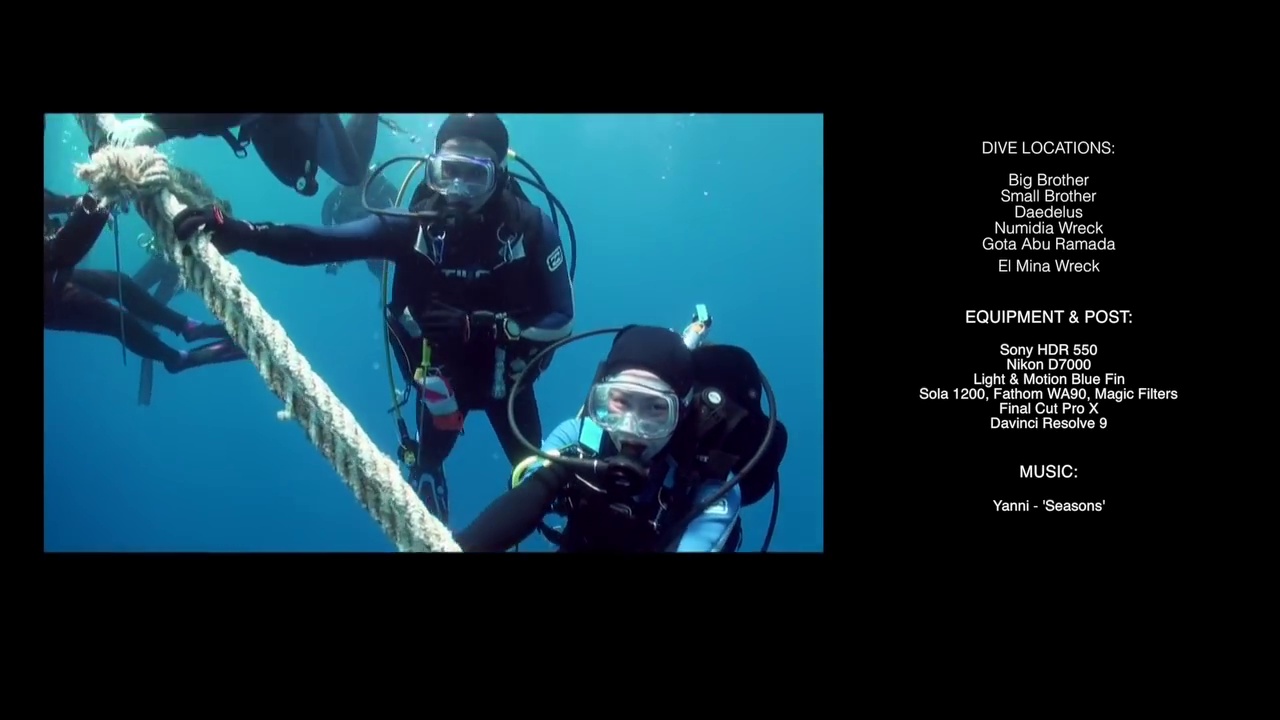 DIVE LOCATIONS:
Big Brother
Small Brother
Daedelus
Numidia Wreck
Gota Abu Ramada
El Mina Wreck
EQUIPMENT & POST:
Sony HDR 550
Nikon D7000
Light & Motion Blue Fin
Sola 1200, Fathom WA90, Magic Filters
Final Cut Pro X
Davinci Resolve 9
MUSIC:
Yanni - 'Seasons'